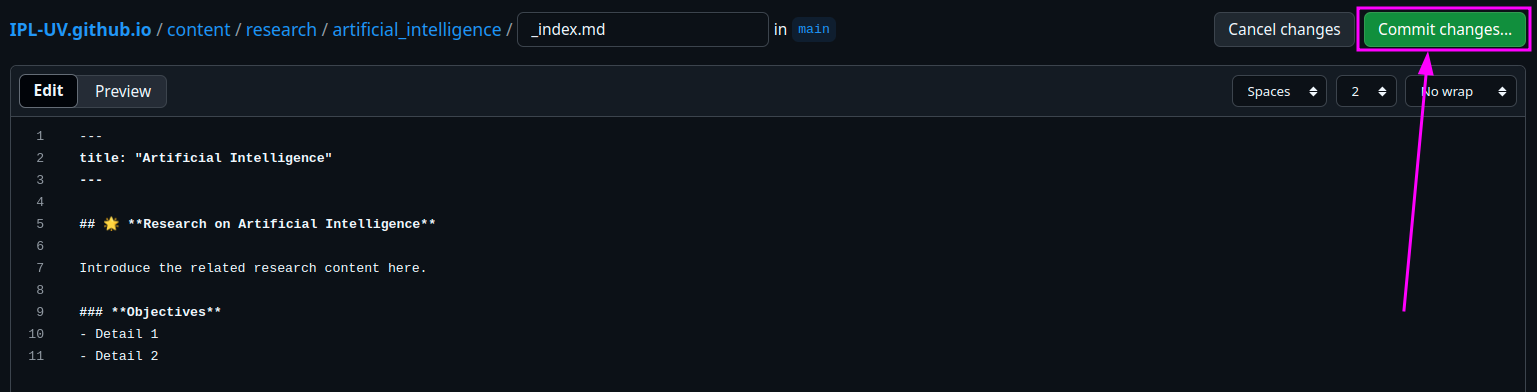 IPL-UV.github.io / content / research / artificial_intelligence / _index.md in main Cancel changes Commit changes...
Edit Preview Spaces 2 No wrap
1 ---
2 title: "Artificial Intelligence"
3 ---
4
5 ## 🌟 **Research on Artificial Intelligence**
6
7 Introduce the related research content here.
8
9 ### **Objectives**
10 - Detail 1
11 - Detail 2